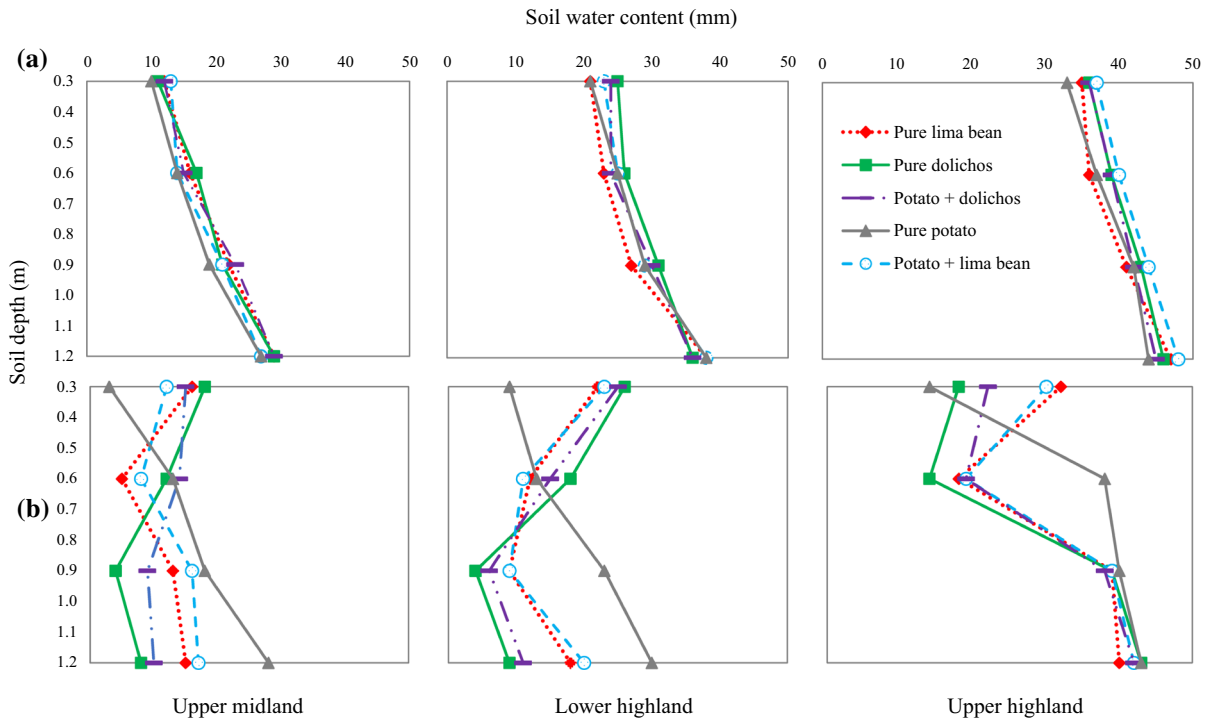 Soil water content (mm)
(a)
0 10 20 30 40 50
0 10 20 30 40 50
0 10 20 30 40 50
Soil depth (m)
0.3
0.4
0.5
0.6
0.7
0.8
0.9
1.0
1.1
1.2
Pure lima bean
Pure dolichos
Potato + dolichos
Pure potato
Potato + lima bean
(b)
0.3
0.4
0.5
0.6
0.7
0.8
0.9
1.0
1.1
1.2
Upper midland
Lower highland
Upper highland